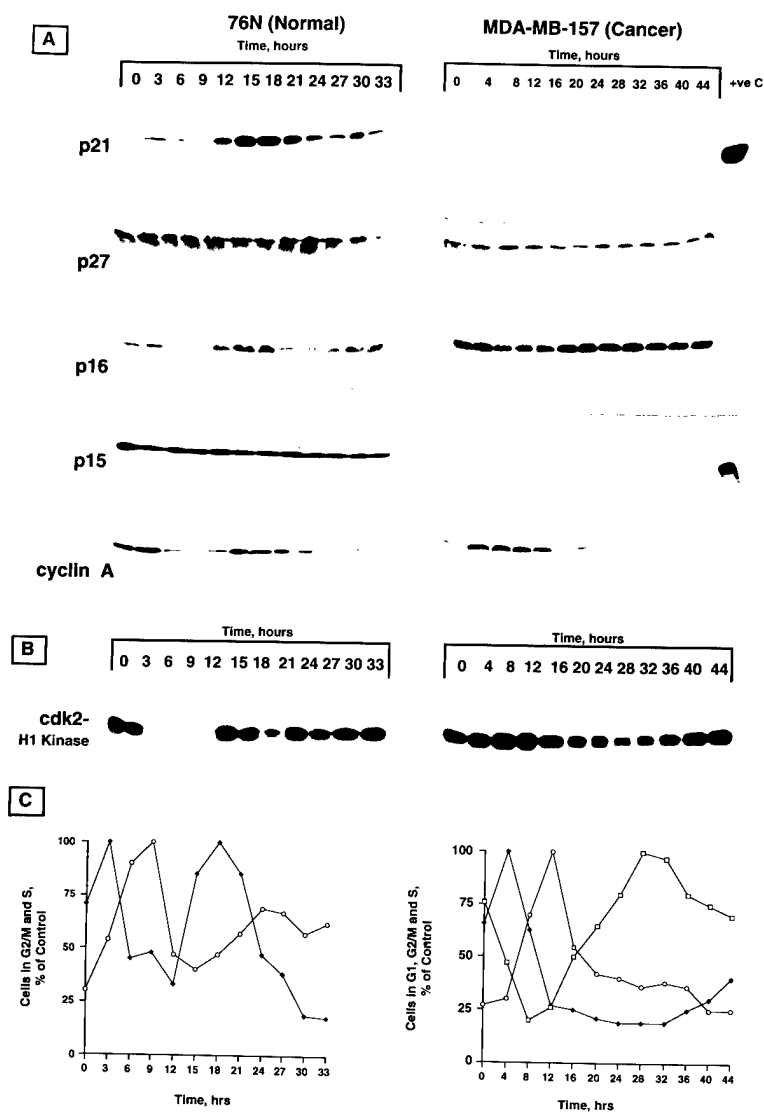 A
76N (Normal)
Time, hours
0 3 6 9 12 15 18 21 24 27 30 33
MDA-MB-157 (Cancer)
Time, hours
0 4 8 12 16 24 28 36 40 44
+ve C
p21
p27
p16
p15
cyclin A
B
Time, hours
0 3 9 12 15 18 21 24 27 30 33
Time, hours
0 4 8 12 16 20 24 28 32 36 40 44
cdk2-
H1 Kinase
C
Cells in G2/M and S,
% of Control
100
75
50
25
0
0 3 6 9 12 15 18 21 24 27 30 33
Time, hrs
Cells in G1, G2/M and S,
% of Control
100
75
50
25
0
0 4 8 12 16 20 24 28 32 36 40 44
Time, hrs